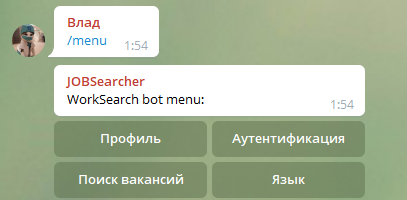 Влад
/menu 1:54
JOBSearcher
WorkSearch bot menu:
1:54
Профиль Аутентификация
Поиск вакансий Язык